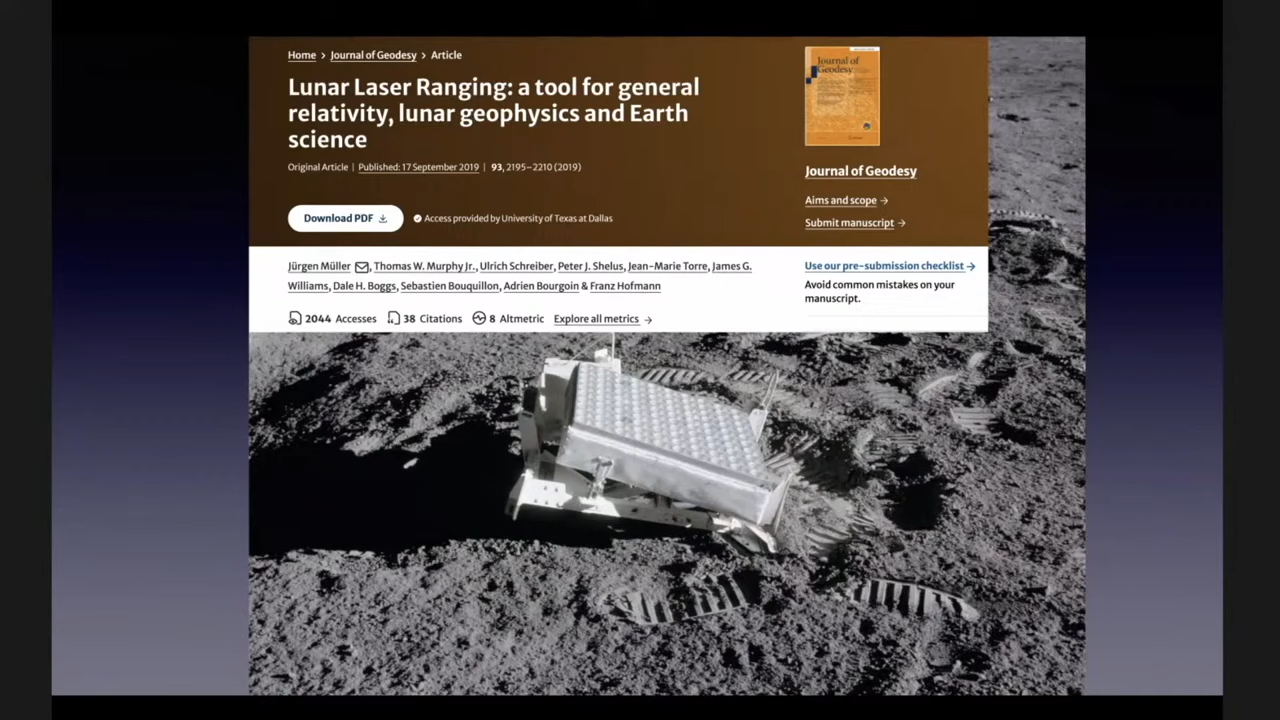 Home > Journal of Geodesy > Article
Lunar Laser Ranging: a tool for general
relativity, lunar geophysics and Earth
science
Original Article | Published: 17 September 2019 | 93, 2195–2210 (2019)
Download PDF
Access provided by University of Texas at Dallas
Journal of
Geodesy
Journal of Geodesy
Aims and scope →
Submit manuscript →
Jürgen Müller, Thomas W. Murphy Jr., Ulrich Schreiber, Peter J. Shelus, Jean-Marie Torre, James G.
Williams, Dale H. Boggs, Sebastien Bouquillon, Adrien Bourgoin & Franz Hofmann
2044 Accesses 38 Citations 8 Altmetric Explore all metrics →
Use our pre-submission checklist →
Avoid common mistakes on your
manuscript.